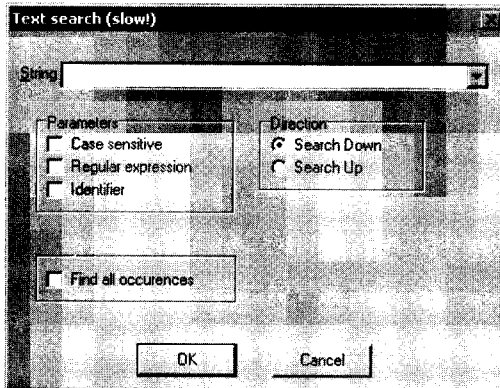 Text search (slow!)
String
Parameters
Case sensitive
Regular expression
Identifier
Direction
Search Down
Search Up
Find all occurences
OK
Cancel